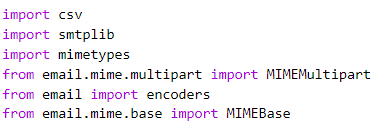 import csv
import smtplib
import mimetypes
from email.mime.multipart import MIMEMultipart
from email import encoders
from email.mime.base import MIMEBase